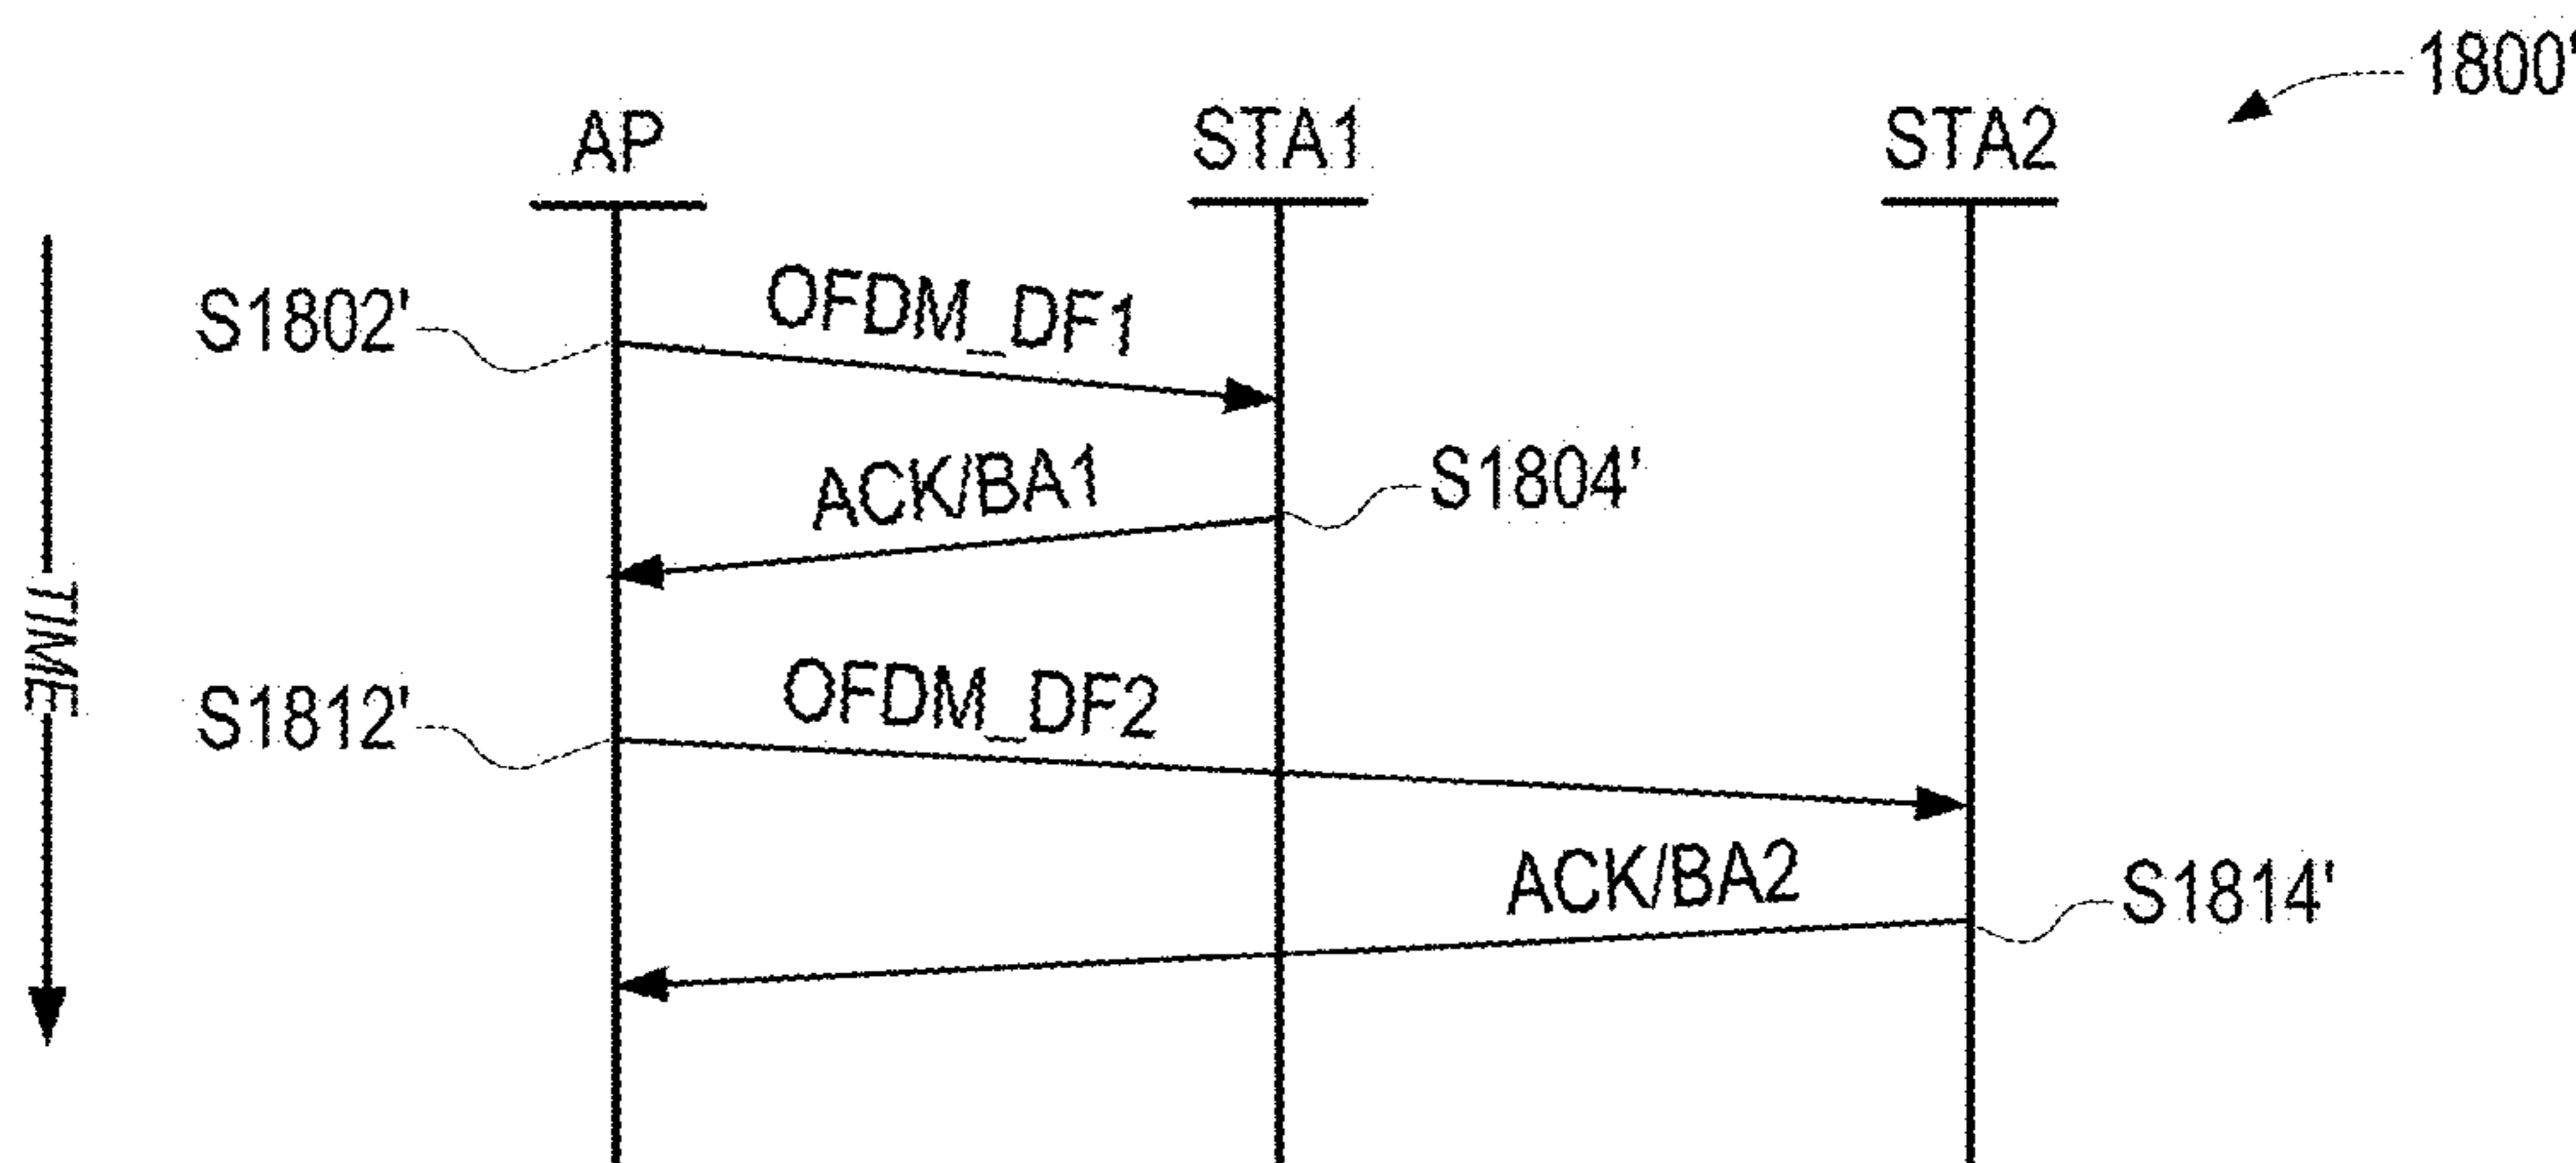 1800'
AP
STA1
STA2
S1802'
OFDM_DF1
ACK/BA1
S1804'
TIME
S1812'
OFDM_DF2
ACK/BA2
S1814'